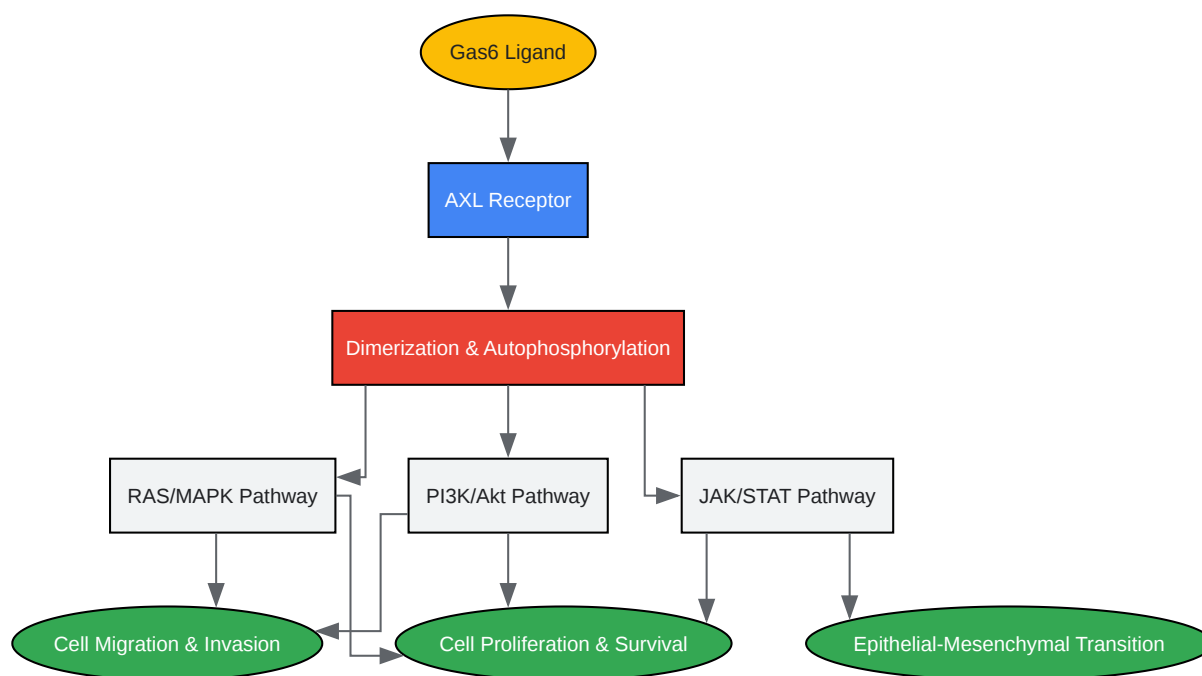 Gas6 Ligand
AXL Receptor
Dimerization & Autophosphorylation
RAS/MAPK Pathway
PI3K/Akt Pathway
JAK/STAT Pathway
Cell Migration & Invasion
Cell Proliferation & Survival
Epithelial-Mesenchymal Transition